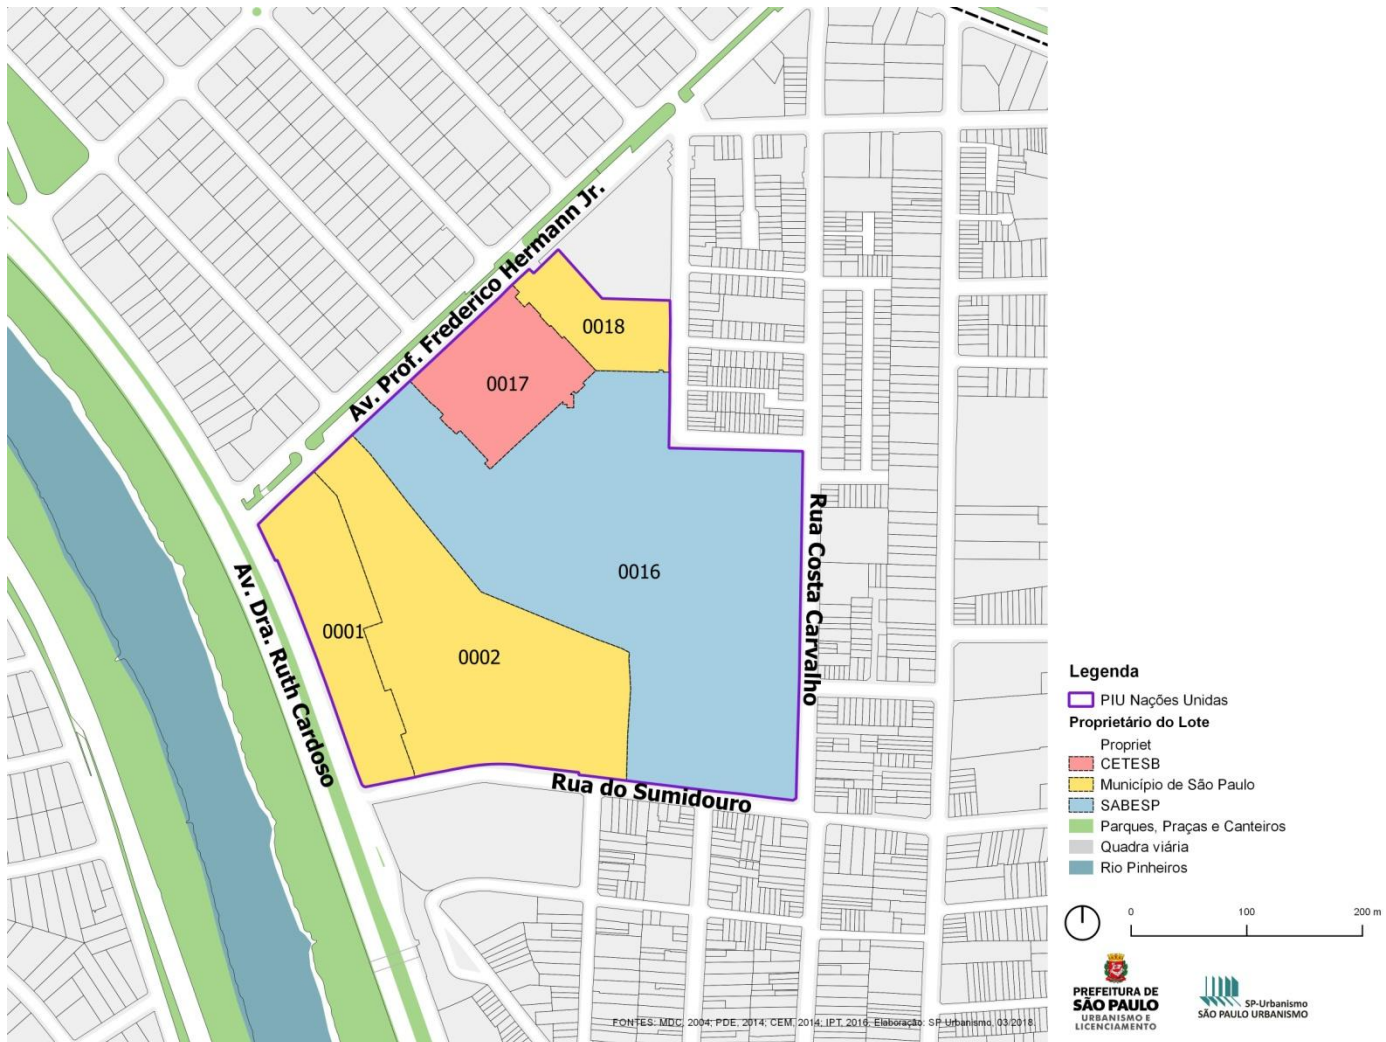 Av. Prof. Frederico Hermann Jr.
0018
0017
0016
0001
0002
Av. Dra. Ruth Cardoso
Rua Costa Carvalho
Rua do Sumidouro
Legenda
PIU Nações Unidas
Proprietário do Lote
Propriet
CETESB
Município de São Paulo
SABESP
Parques, Praças e Canteiros
Quadra viária
Rio Pinheiros
0 100 200 m
PREFEITURA DE
SÃO PAULO
URBANISMO E
LICENCIAMENTO
SP-Urbanismo
SÃO PAULO URBANISMO
FONTES: MDC, 2004; PDE, 2014; CEM, 2014; IPT, 2016. Elaboração: SP Urbanismo, 03/2018.